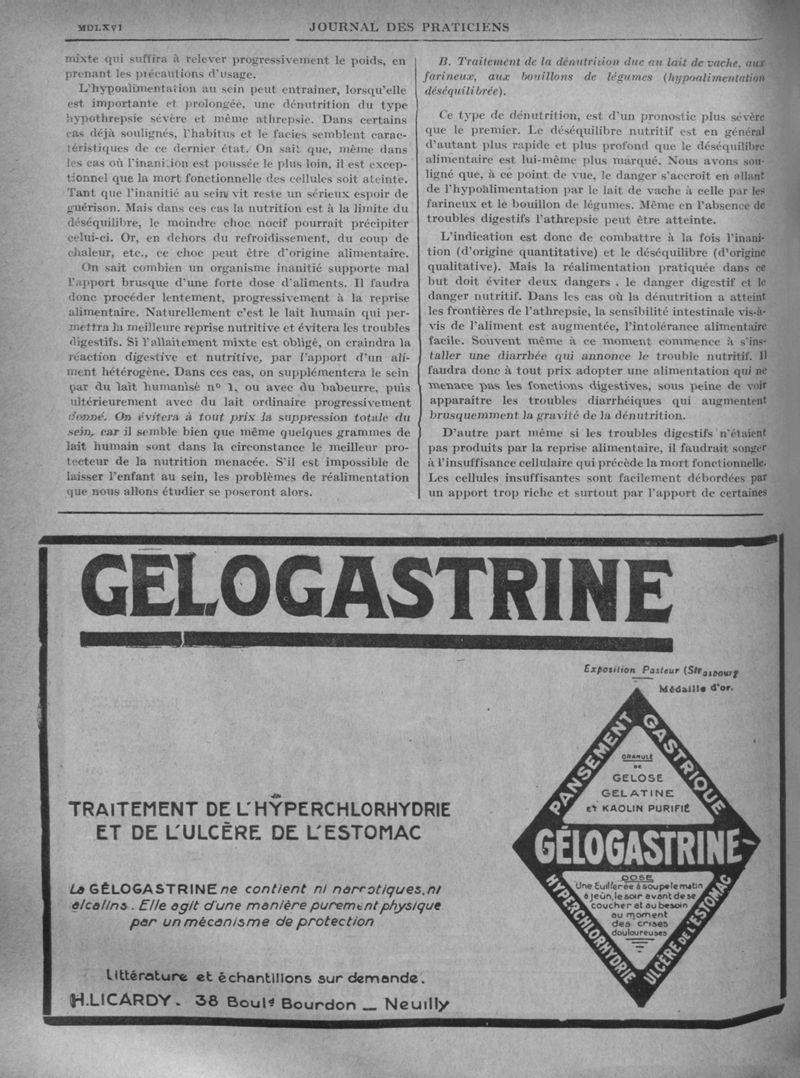 MDLXVI
JOURNAL DES PRATICIENS
mixte qui suffira à relever progressivement le poids, en
prenant les précautions d'usage.
L'hypoalimentation au sein peut entrainer, lorsqu'elle
est importante et prolongée, une dénutrition du type
hypothrepsie sévère et même athrepsie. Dans certains
cas déjà soulignés, l'habitus et le facies semblent carac-
téristiques de ce dernier état. On sait que, même dans
les cas où l'inanition est poussée le plus loin, il est excep-
tionnel que la mort fonctionnelle des cellules soit atteinte.
Tant que l'inanitié au sein vit reste un sérieux espoir de
guérison. Mais dans ces cas la nutrition est à la limite du
déséquilibre, le moindre choc nocif pourrait précipiter
celui-ci. Or, en dehors du refroidissement, du coup de
chaleur, etc., ce choc peut être d'origine alimentaire.
On sait combien un organisme inanitié supporte mal
l'apport brusque d'une forte dose d'aliments. Il faudra
donc procéder lentement, progressivement à la reprise
alimentaire. Naturellement c'est le lait humain qui per-
mettra la meilleure reprise nutritive et évitera les troubles
digestifs. Si l'allaitement mixte est obligé, on craindra la
réaction digestive et nutritive, par l'apport d'un ali-
ment hétérogène. Dans ces cas, on supplémentera le sein
par du lait humanisé n° 1, ou avec du babeurre, puis
ultérieurement avec du lait ordinaire progressivement
donné. On évitera à tout prix la suppression totale du
sein, car il semble bien que même quelques grammes de
lait humain sont dans la circonstance le meilleur pro-
tecteur de la nutrition menacée. S'il est impossible de
laisser l'enfant au sein, les problèmes de réalimentation
que nous allons étudier se poseront alors.
B. Traitement de la dénutrition due au lait de vache, aux
farineux, aux bouillons de légumes (hypoalimentation
déséquilibrée).
Ce type de dénutrition, est d'un pronostic plus sévère
que le premier. Le déséquilibre nutritif est en général
d'autant plus rapide et plus profond que le déséquilibre
alimentaire est lui-même plus marqué. Nous avons sou-
ligné que, à ce point de vue, le danger s'accroît en allant
de l'hypoalimentation par le lait de vache à celle par les
farineux et le bouillon de légumes. Même en l'absence de
troubles digestifs l'athrepsie peut être atteinte.
L'indication est donc de combattre à la fois l'inani-
tion (d'origine quantitative) et le déséquilibre (d'origine
qualitative). Mais la réalimentation pratiquée dans ce
but doit éviter deux dangers . le danger digestif et le
danger nutritif. Dans les cas où la dénutrition a atteint
les frontières de l'athrepsie, la sensibilité intestinale vis-à-
vis de l'aliment est augmentée, l'intolérance alimentaire
facile. Souvent même à ce moment commence à s'ins-
taller une diarrhée qui annonce le trouble nutritif. Il
faudra donc à tout prix adopter une alimentation qui ne
menace pas les fonctions digestives, sous peine de voir
apparaître les troubles diarrhéiques qui augmentent
brusquemment la gravité de la dénutrition.
D'autre part même si les troubles digestifs n'étaient
pas produits par la reprise alimentaire, il faudrait songer
à l'insuffisance cellulaire qui précède la mort fonctionnelle.
Les cellules insuffisantes sont facilement débordées par
un apport trop riche et surtout par l'apport de certaines
GÉLOGASTRINE
Exposition Pasteur (Strasbourg
Médaille d'or.
PANSEMENT GASTRIQUE
GRANULÉ
DE
GELOSE
GELATINE
ET KAOLIN PURIFIÉ
GÉLOGASTRINE
DOSE
Une Cuillerée à soupe le matin
à jeûn, le soir avant de se
coucher et au besoin
au moment
des crises
douloureuses
HYPERCHLORHYDRIE
ULCÈRE DE L'ESTOMAC
TRAITEMENT DE L'HYPERCHLORHYDRIE
ET DE L'ULCÈRE DE L'ESTOMAC
La GÉLOGASTRINE ne contient ni narcotiques, ni
alcalins. Elle agit d'une manière purement physique
par un mécanisme de protection
Littérature et échantillons sur demande.
H. LICARDY. 38 Boulᵈ Bourdon _ Neuilly